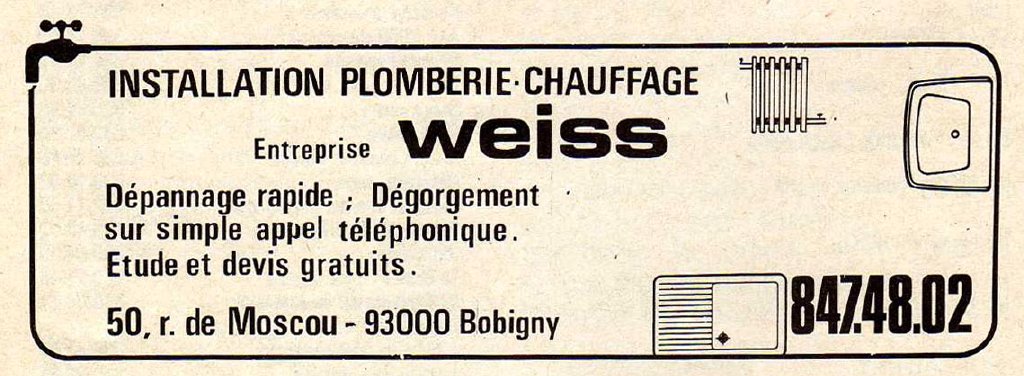 INSTALLATION PLOMBERIE·CHAUFFAGE
Entreprise weiss
Dépannage rapide ; Dégorgement
sur simple appel téléphonique.
Etude et devis gratuits.
50, r. de Moscou - 93000 Bobigny
847.48.02